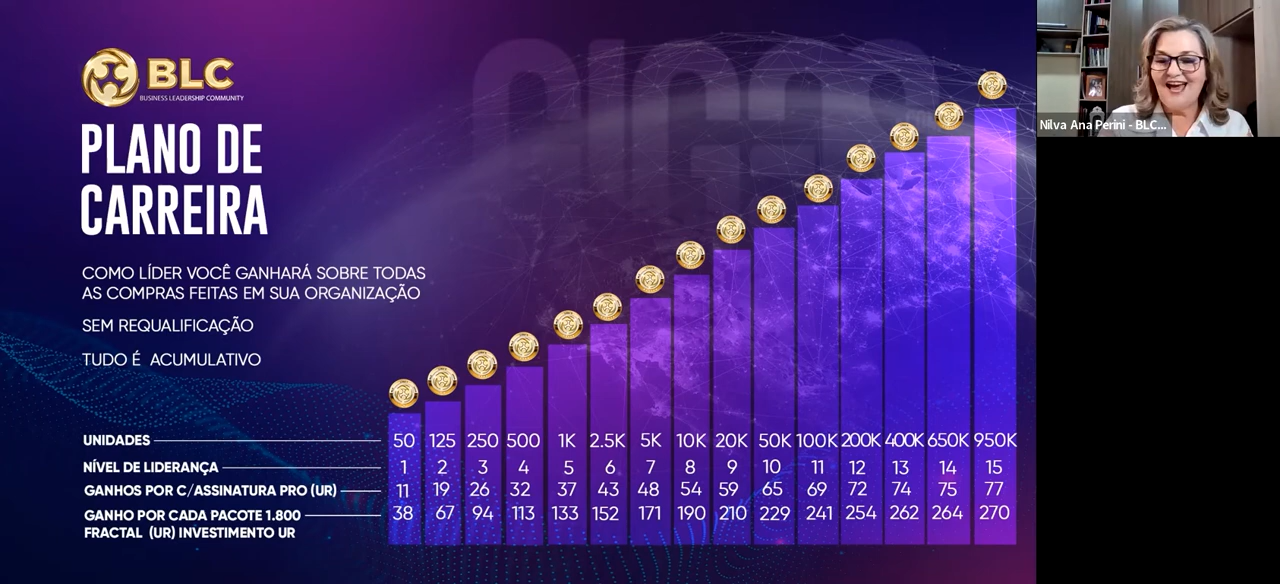 BLC
BUSINESS LEADERSHIP COMMUNITY
PLANO DE
CARREIRA
COMO LÍDER VOCÊ GANHARÁ SOBRE TODAS
AS COMPRAS FEITAS EM SUA ORGANIZAÇÃO
SEM REQUALIFICAÇÃO
TUDO É ACUMULATIVO
UNIDADES 50 125 250 500 1K 2.5K 5K 10K 20K 50K 100K 200K 400K 650K 950K
NÍVEL DE LIDERANÇA 1 2 3 4 5 6 7 8 9 10 11 12 13 14 15
GANHOS POR C/ASSINATURA PRO (UR) 11 19 26 32 37 43 48 54 59 65 69 72 74 75 77
GANHO POR CADA PACOTE 1.800 38 67 94 113 133 152 171 190 210 229 241 254 262 264 270
FRACTAL (UR) INVESTIMENTO UR
Nilva Ana Perini - BLC...